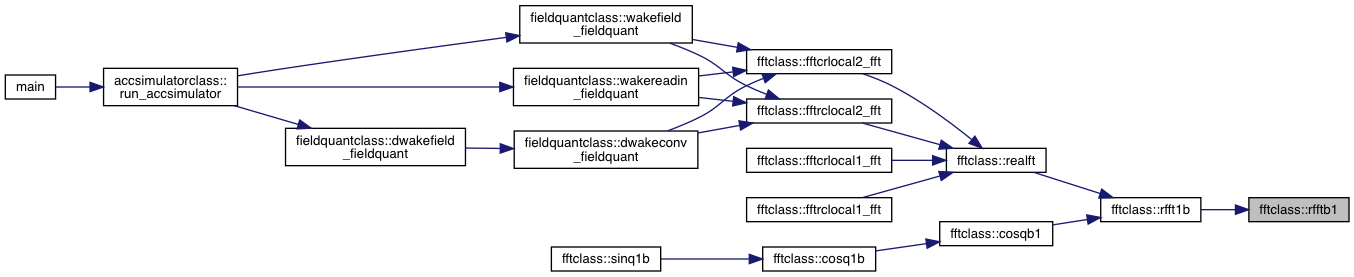 main
accsimulatorclass::
run_accsimulator
fieldquantclass::wakefield
_fieldquant
fieldquantclass::wakereadin
_fieldquant
fieldquantclass::dwakefield
_fieldquant
fieldquantclass::dwakeconv
_fieldquant
fftclass::fftcrlocal2_fft
fftclass::fftrclocal2_fft
fftclass::fftcrlocal1_fft
fftclass::fftrclocal1_fft
fftclass::realft
fftclass::rfft1b
fftclass::rfftb1
fftclass::cosqb1
fftclass::cosq1b
fftclass::sinq1b